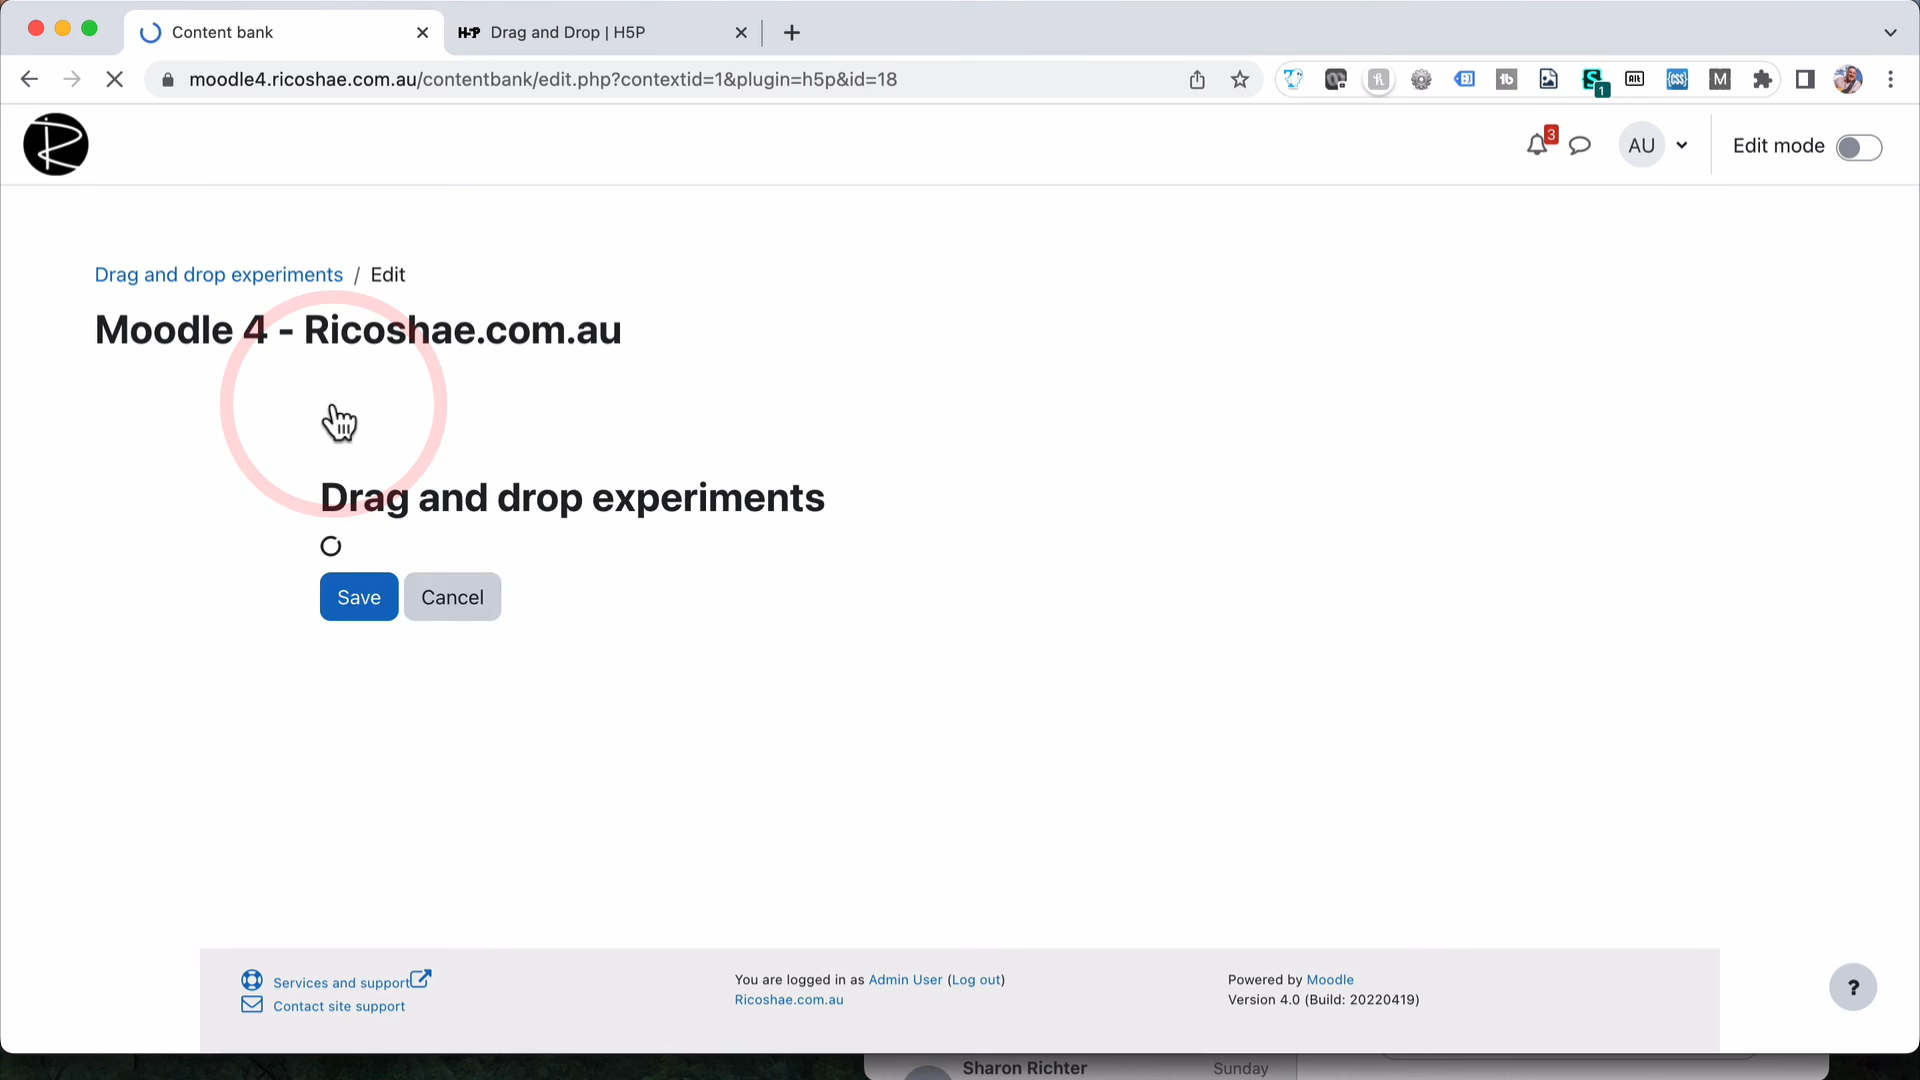 Content bank
H-P Drag and Drop | H5P
moodle4.ricoshae.com.au/contentbank/edit.php?contextid=1&plugin=h5p&id=18
1
3
AU
Edit mode
Drag and drop experiments / Edit
Moodle 4 - Ricoshae.com.au
Drag and drop experiments
Save Cancel
Services and support
Contact site support
You are logged in as Admin User (Log out)
Ricoshae.com.au
Powered by Moodle
Version 4.0 (Build: 20220419)
?
Sharon Richter Sunday